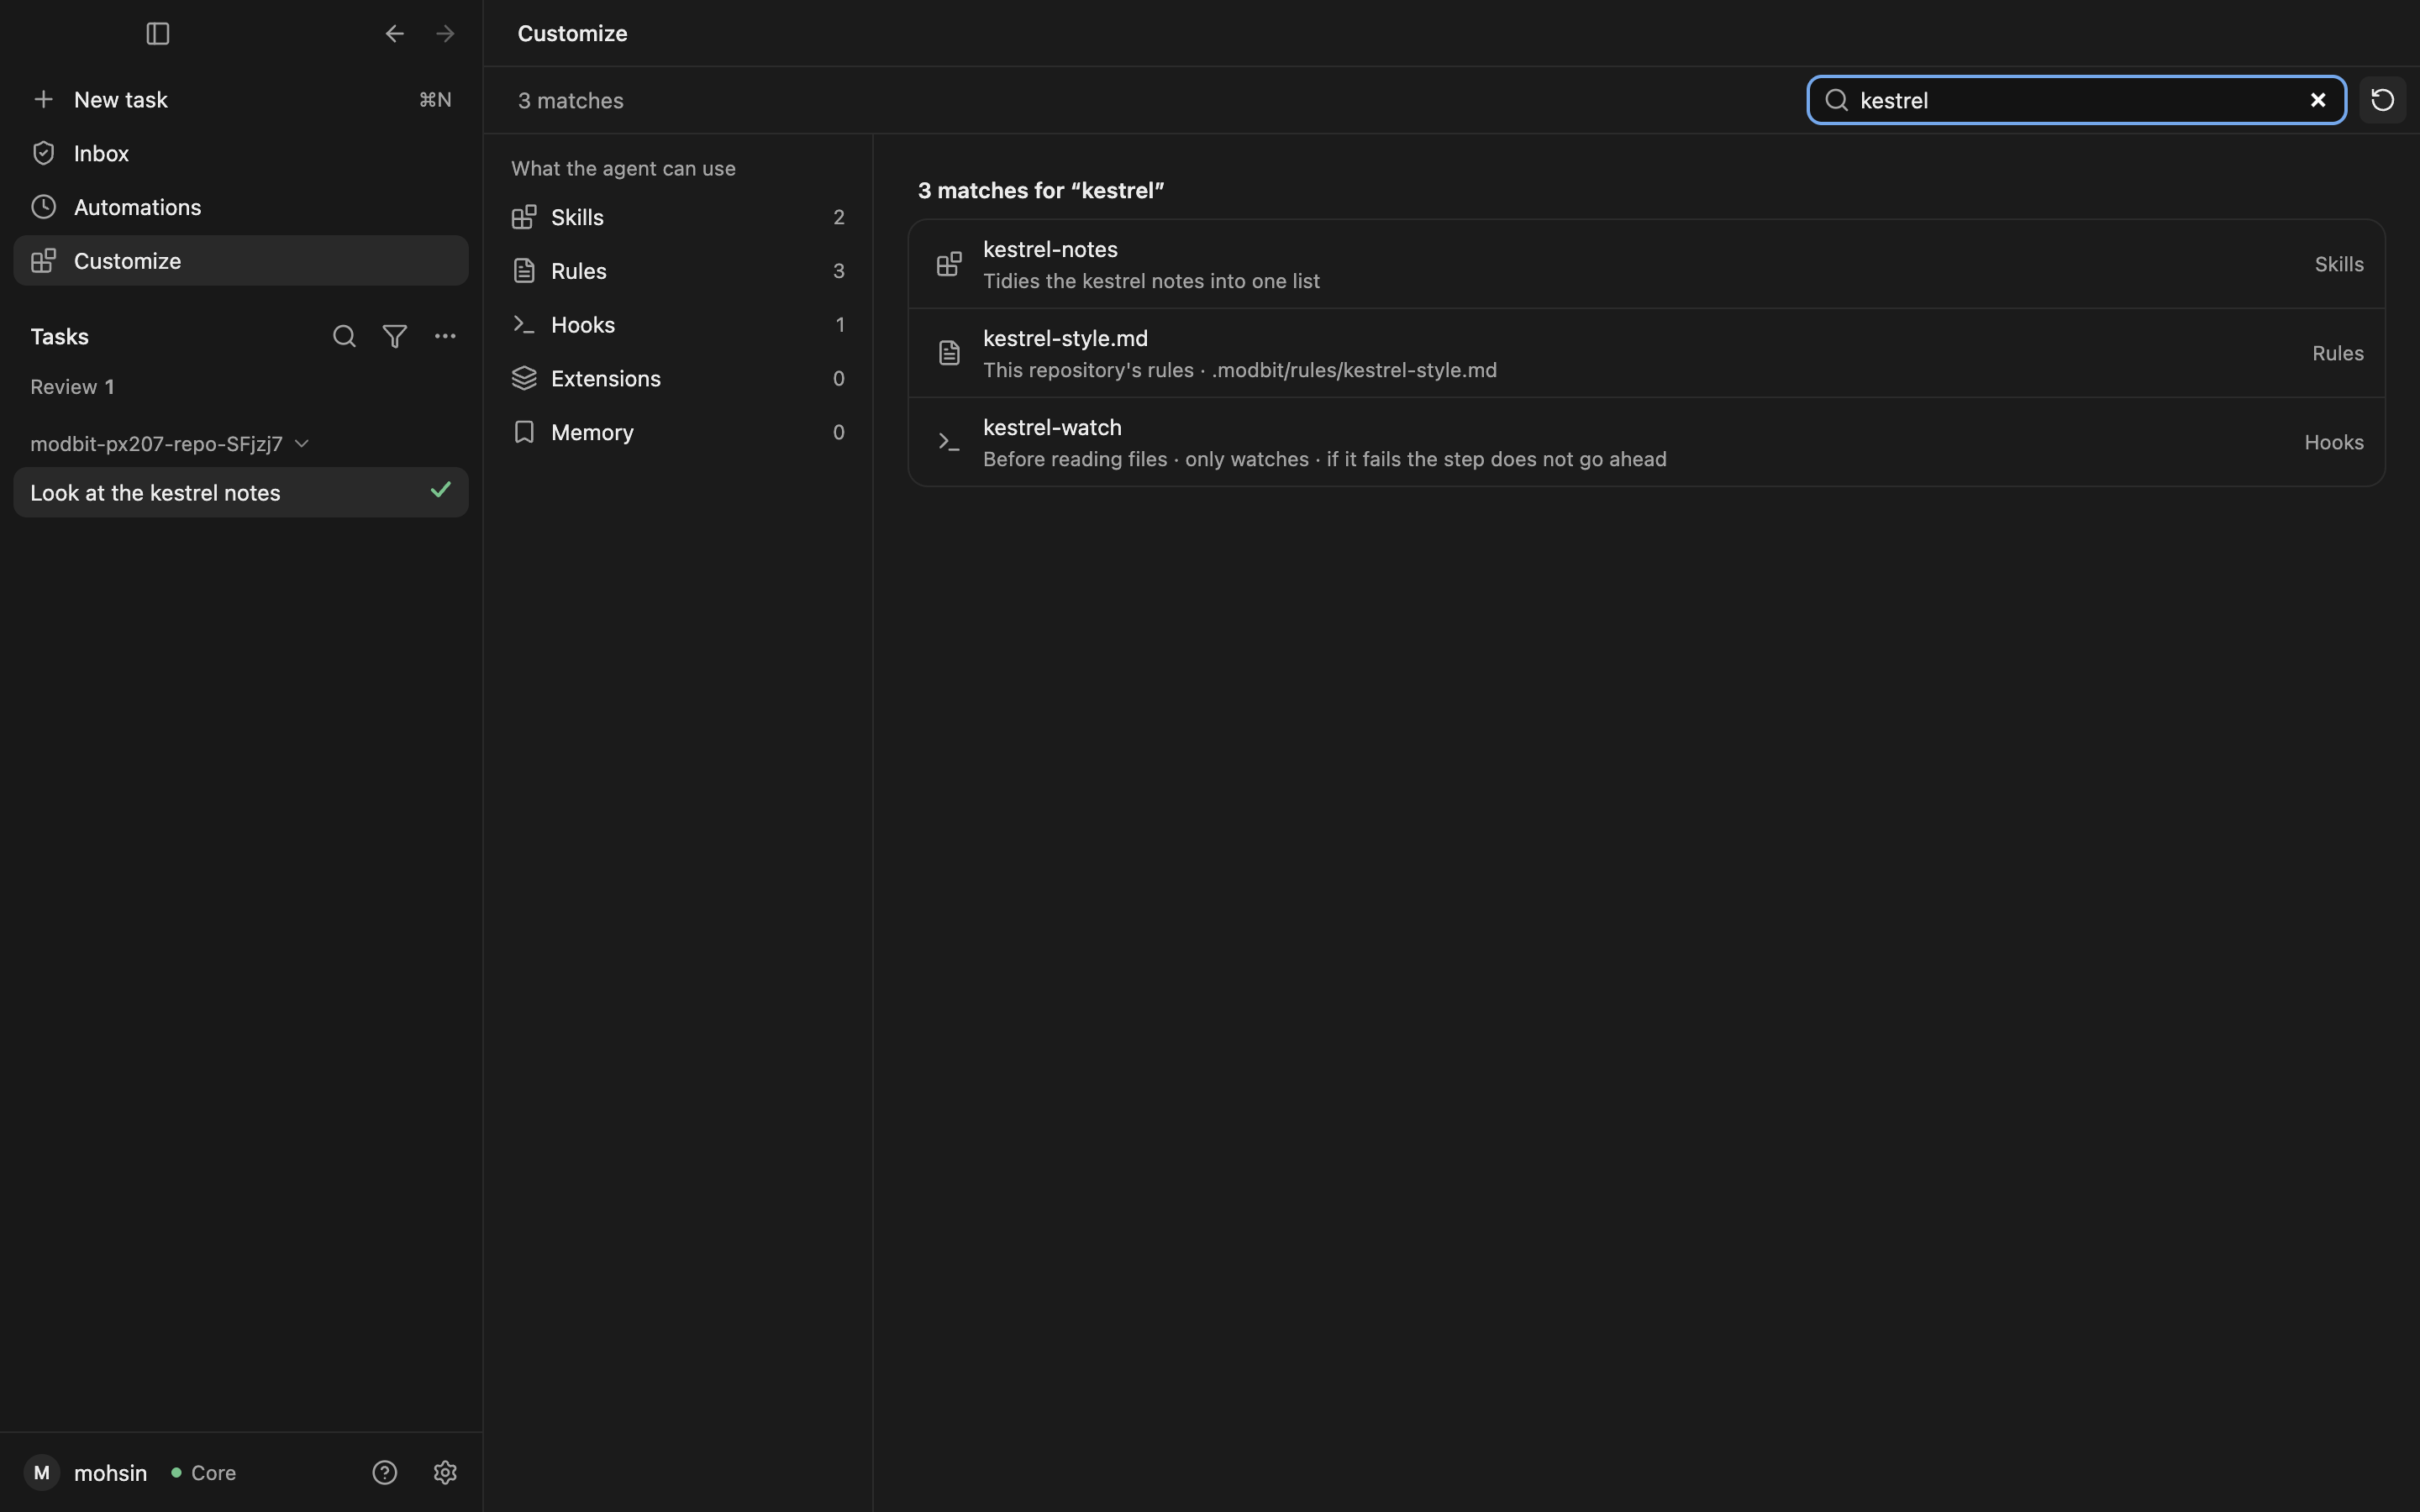 Customize
New task ⌘N
Inbox
Automations
Customize
Tasks
Review 1
modbit-px207-repo-SFjzj7
Look at the kestrel notes
M mohsin Core
3 matches
kestrel
What the agent can use
Skills 2
Rules 3
Hooks 1
Extensions 0
Memory 0
3 matches for “kestrel”
kestrel-notes
Tidies the kestrel notes into one list
Skills
kestrel-style.md
This repository's rules · .modbit/rules/kestrel-style.md
Rules
kestrel-watch
Before reading files · only watches · if it fails the step does not go ahead
Hooks